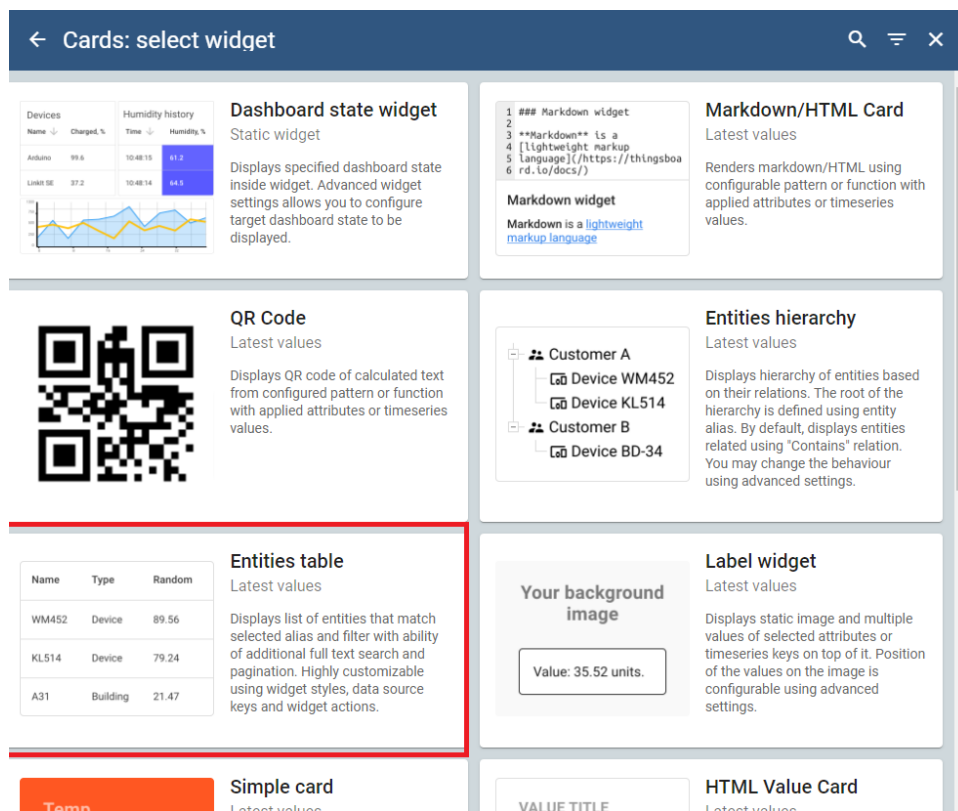 Cards: select widget
Devices
Name Charged, %
Arduino 99.6
Linkit SE 37.2
Humidity history
Time Humidity, %
10:48:15 61.2
10:48:14 64.5
Dashboard state widget
Static widget
Displays specified dashboard state
inside widget. Advanced widget
settings allows you to configure
target dashboard state to be
displayed.
1 ### Markdown widget
2
3 **Markdown** is a
4 [lightweight markup
5 language](/https://thingsboa
6 rd.io/docs/)
Markdown widget
Markdown is a lightweight
markup language
Markdown/HTML Card
Latest values
Renders markdown/HTML using
configurable pattern or function with
applied attributes or timeseries
values.
QR Code
Latest values
Displays QR code of calculated text
from configured pattern or function
with applied attributes or timeseries
values.
Customer A
Device WM452
Device KL514
Customer B
Device BD-34
Entities hierarchy
Latest values
Displays hierarchy of entities based
on their relations. The root of the
hierarchy is defined using entity
alias. By default, displays entities
related using "Contains" relation.
You may change the behaviour
using advanced settings.
Name Type Random
WM452 Device 89.56
KL514 Device 79.24
A31 Building 21.47
Entities table
Latest values
Displays list of entities that match
selected alias and filter with ability
of additional full text search and
pagination. Highly customizable
using widget styles, data source
keys and widget actions.
Your background
image
Value: 35.52 units.
Label widget
Latest values
Displays static image and multiple
values of selected attributes or
timeseries keys on top of it. Position
of the values on the image is
configurable using advanced
settings.
Temp
Simple card
Latest values
VALUE TITLE
HTML Value Card
Latest values